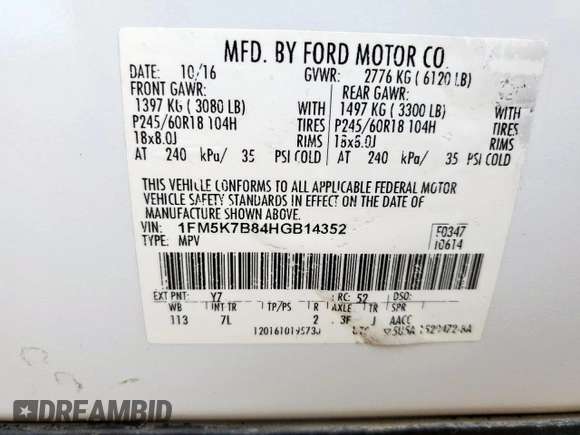 MFD. BY FORD MOTOR CO.
DATE: 10/16 GVWR: 2776 KG ( 6120 LB)
FRONT GAWR: REAR GAWR:
1397 KG ( 3080 LB) WITH 1497 KG ( 3300 LB) WITH
P245/60R18 104H TIRES P245/60R18 104H TIRES
18x8.0J RIMS 18x8.0J RIMS
AT 240 kPa/ 35 PSI COLD AT 240 kPa/ 35 PSI COLD
THIS VEHICLE CONFORMS TO ALL APPLICABLE FEDERAL MOTOR
VEHICLE SAFETY STANDARDS IN EFFECT ON THE DATE OF
MANUFACTURE SHOWN ABOVE.
VIN: 1FM5K7B84HGB14352 F0347
TYPE: MPV 10614
EXT PNT: Y7 RC: 52 DSO:
WB INT TR TP/PS R AXLE TR SPR
113 7L 2 3F J AACC
DREAMBID